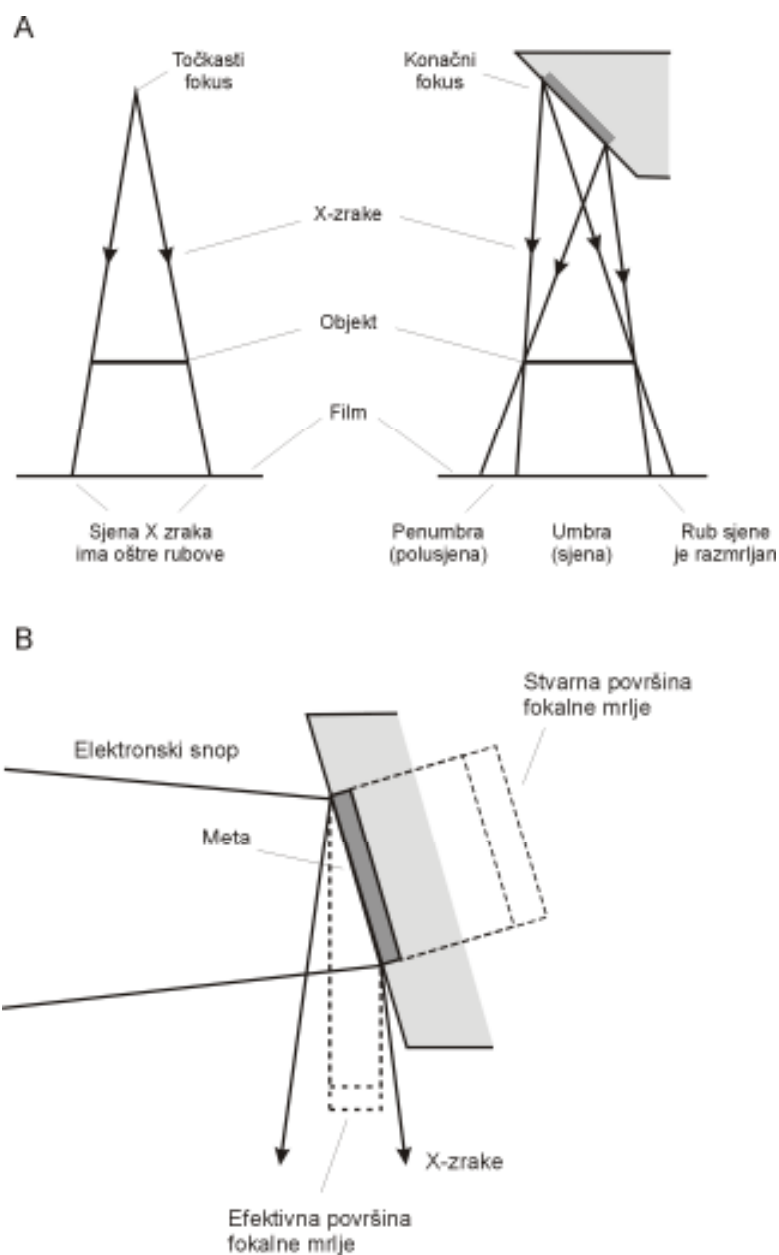 A
Točkasti
fokus
Konačni
fokus
X-zrake
Objekt
Film
Sjena X zraka
ima oštre rubove
Penumbra
(polusjena)
Umbra
(sjena)
Rub sjene
je razmrljan
B
Stvarna površina
fokalne mrlje
Elektronski snop
Meta
X-zrake
Efektivna površina
fokalne mrlje